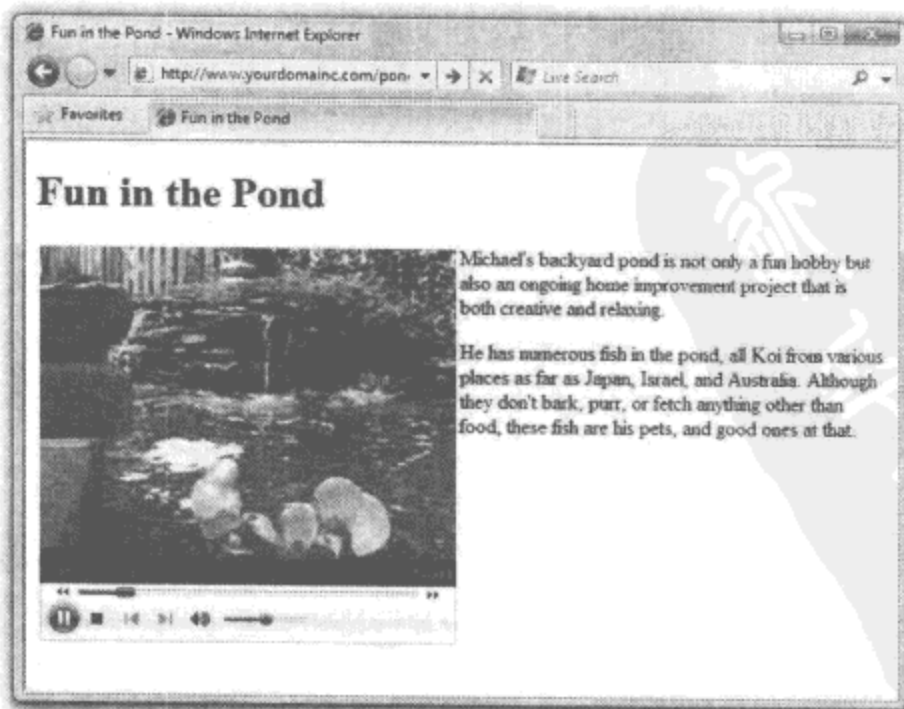 Fun in the Pond - Windows Internet Explorer
http://www.yourdomainc.com/pon
Live Search
Favorites
Fun in the Pond
Fun in the Pond
Michael's backyard pond is not only a fun hobby but
also an ongoing home improvement project that is
both creative and relaxing.
He has numerous fish in the pond, all Koi from various
places as far as Japan, Israel, and Australia. Although
they don't bark, purr, or fetch anything other than
food, these fish are his pets, and good ones at that.